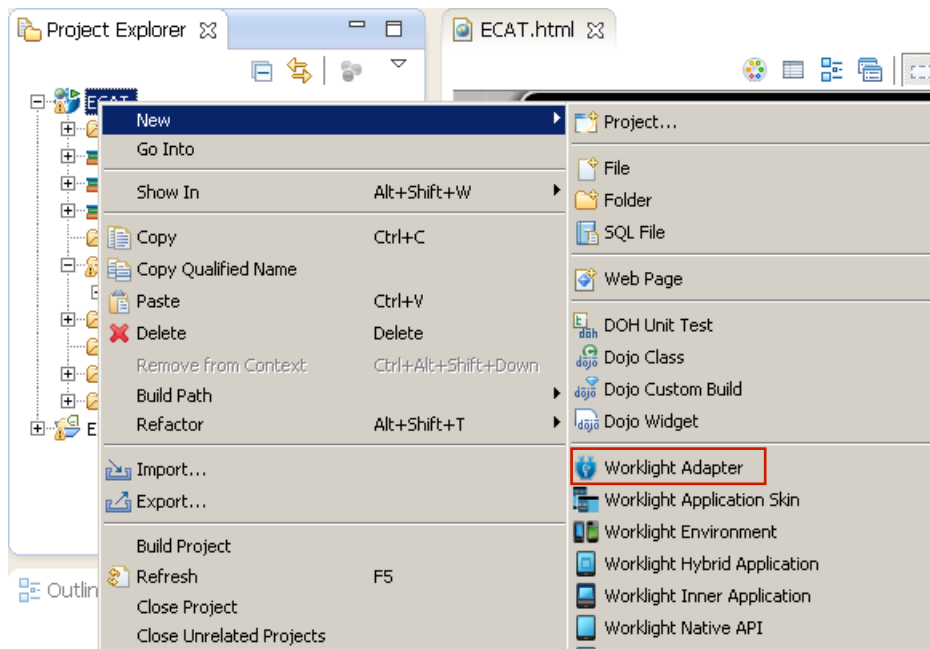 Project Explorer
ECAT.html
ECAT
New
Go Into
Show In Alt+Shift+W
Copy Ctrl+C
Copy Qualified Name
Paste Ctrl+V
Delete Delete
Remove from Context Ctrl+Alt+Shift+Down
Build Path
Refactor Alt+Shift+T
Import...
Export...
Build Project
Refresh F5
Close Project
Close Unrelated Projects
E
Outlin
Project...
File
Folder
SQL File
Web Page
DOH Unit Test
Dojo Class
Dojo Custom Build
Dojo Widget
Worklight Adapter
Worklight Application Skin
Worklight Environment
Worklight Hybrid Application
Worklight Inner Application
Worklight Native API